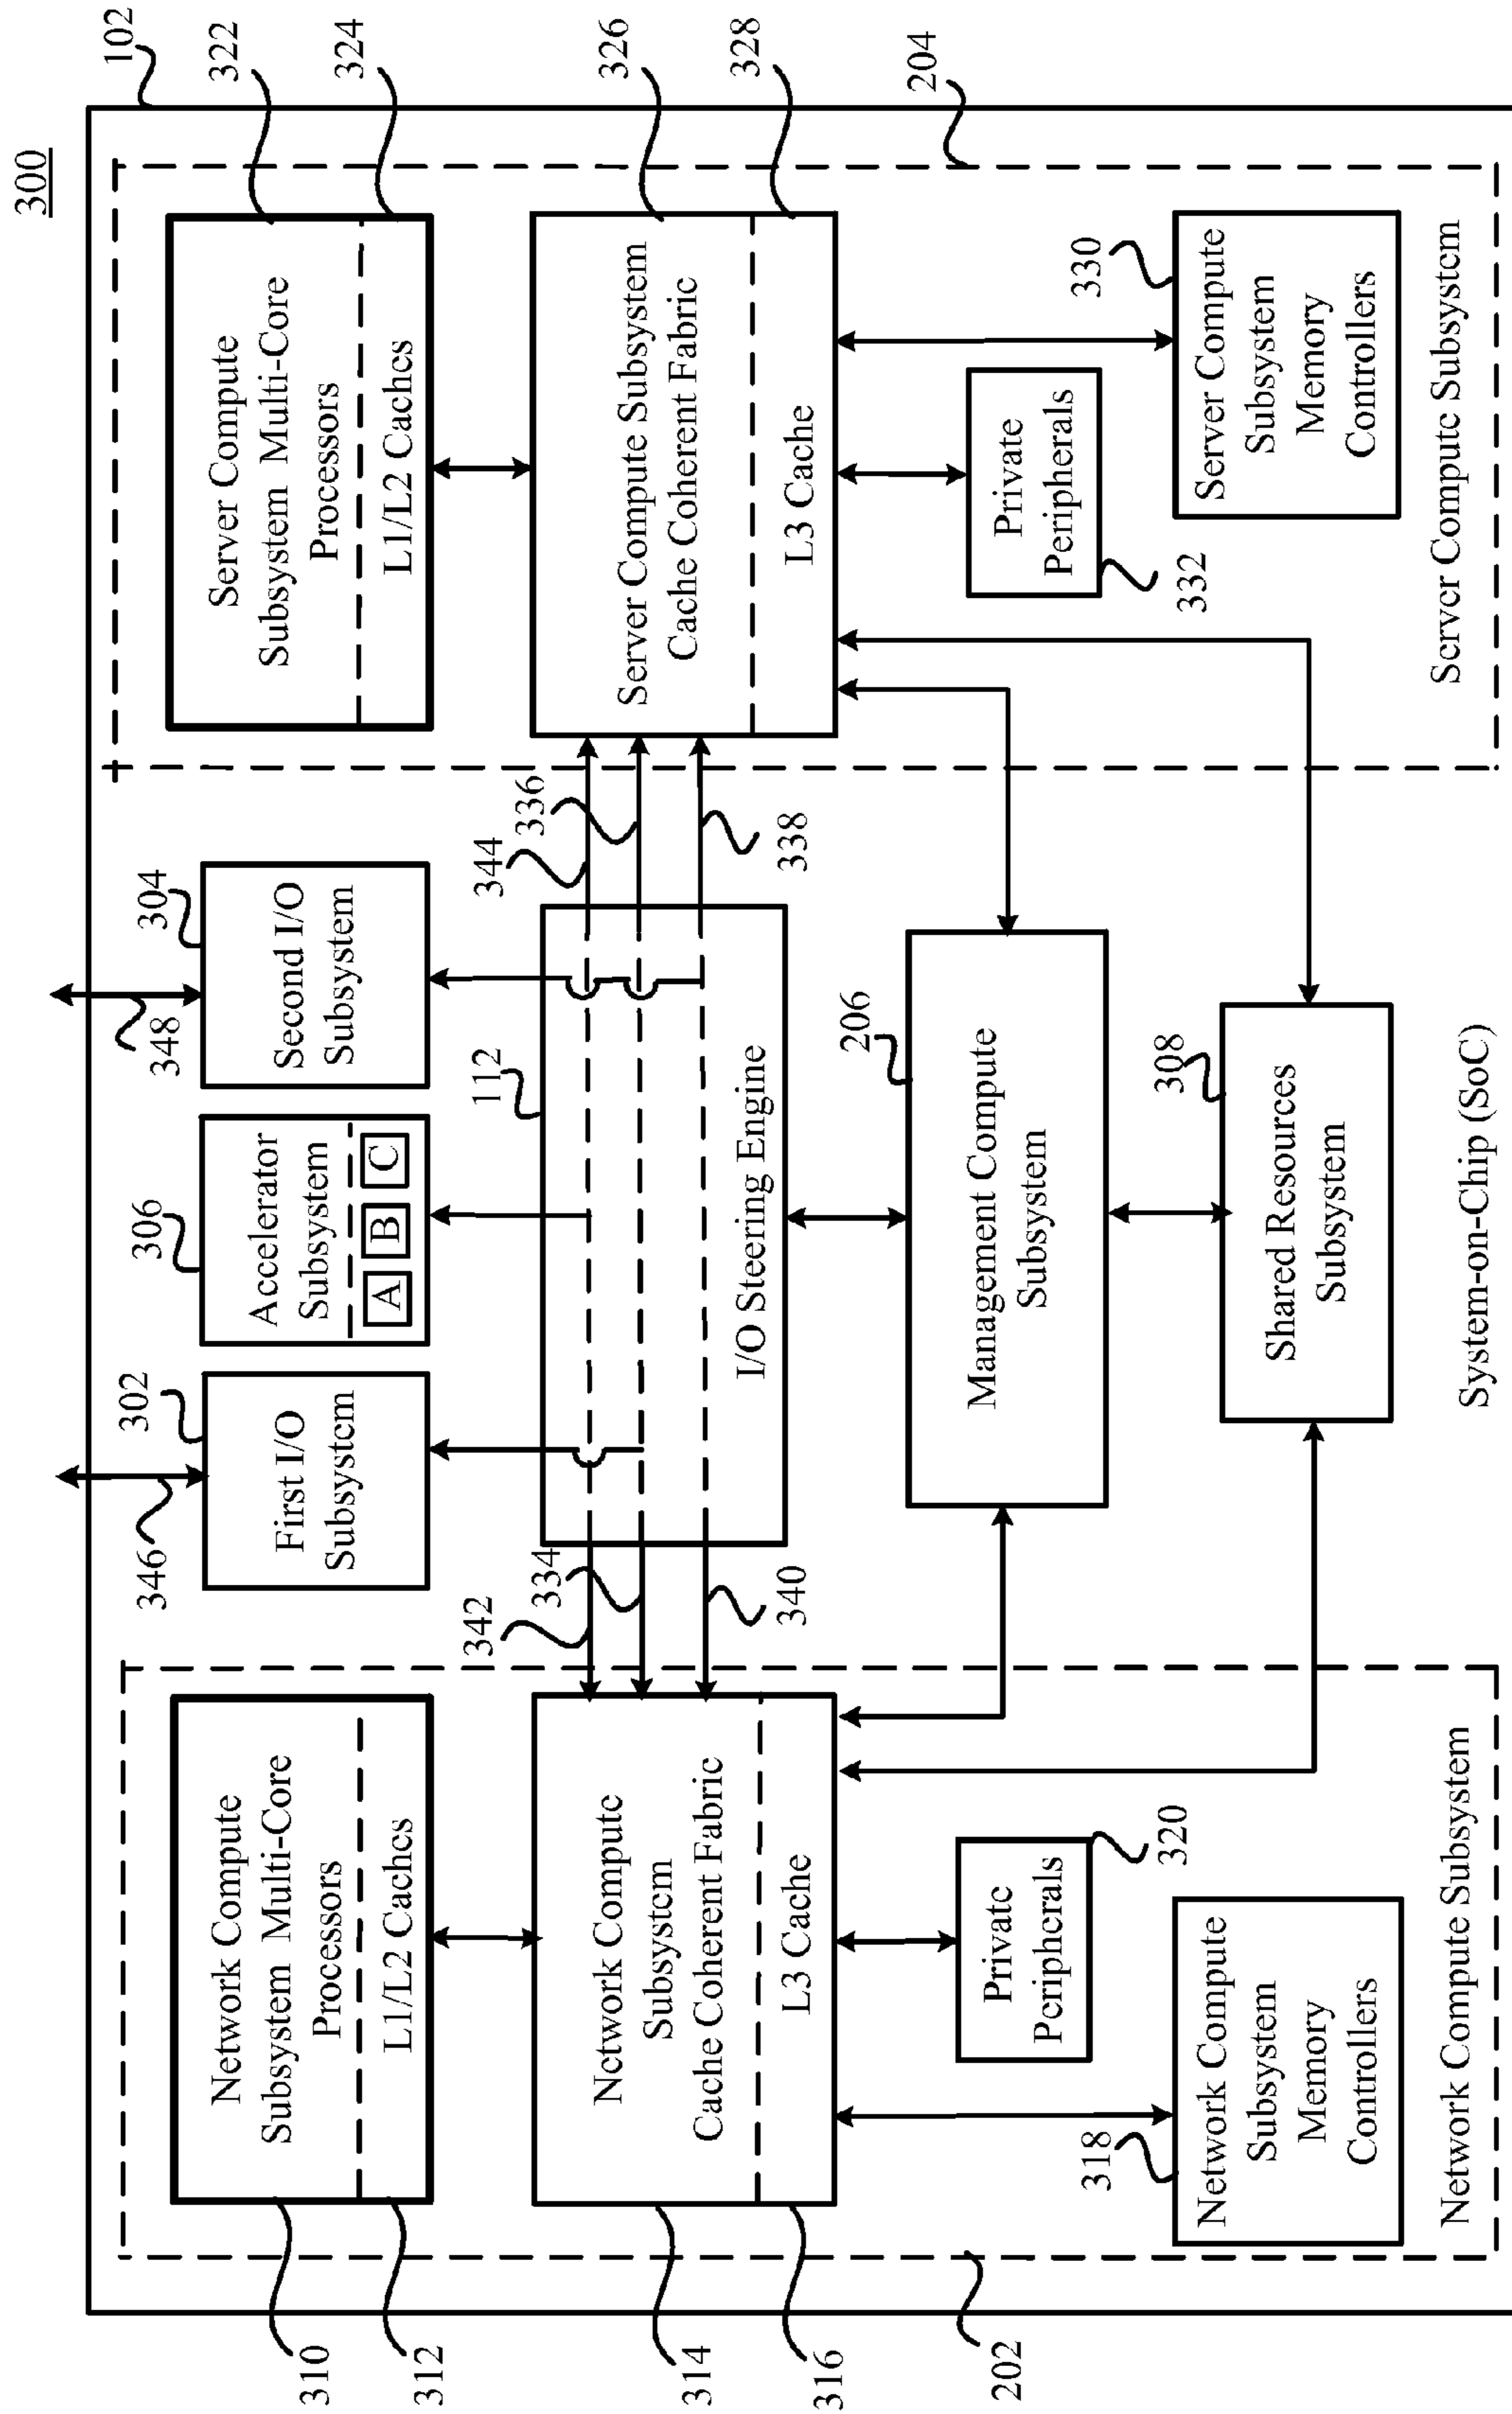 300
102
346
302
First I/O
Subsystem
306
Accelerator
Subsystem
A
B
C
348
304
Second I/O
Subsystem
310
Network Compute
Subsystem Multi-Core
Processors
312
L1/L2 Caches
322
Server Compute
Subsystem Multi-Core
Processors
324
L1/L2 Caches
342
334
340
112
I/O Steering Engine
344
336
338
314
Network Compute
Subsystem
Cache Coherent Fabric
316
L3 Cache
326
Server Compute Subsystem
Cache Coherent Fabric
328
L3 Cache
320
Private
Peripherals
318
Network Compute
Subsystem
Memory
Controllers
206
Management Compute
Subsystem
308
Shared Resources
Subsystem
332
Private
Peripherals
330
Server Compute
Subsystem
Memory
Controllers
202
Network Compute Subsystem
System-on-Chip (SoC)
204
Server Compute Subsystem